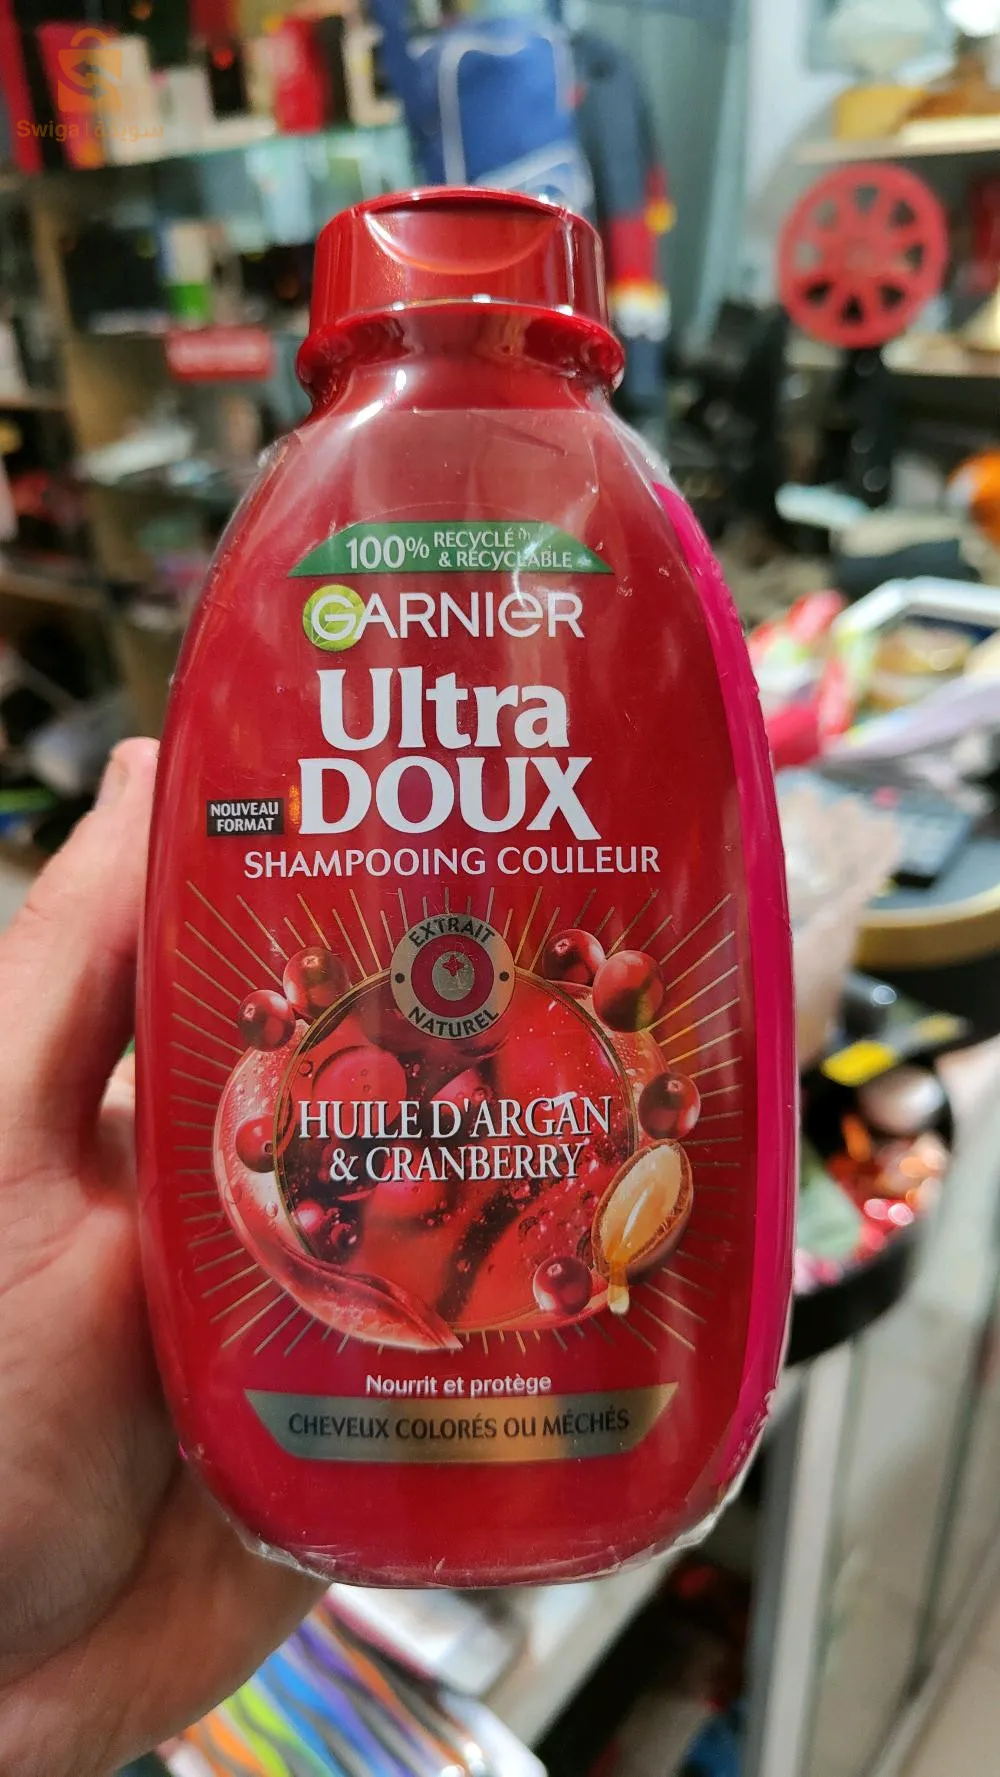 Swiga | سويقة
100% RECYCLÉ
& RECYCLABLE
GARNIER
Ultra
DOUX
NOUVEAU
FORMAT
SHAMPOOING COULEUR
EXTRAIT
NATUREL
HUILE D'ARGAN
& CRANBERRY
Nourrit et protège
CHEVEUX COLORÉS OU MÉCHÉS